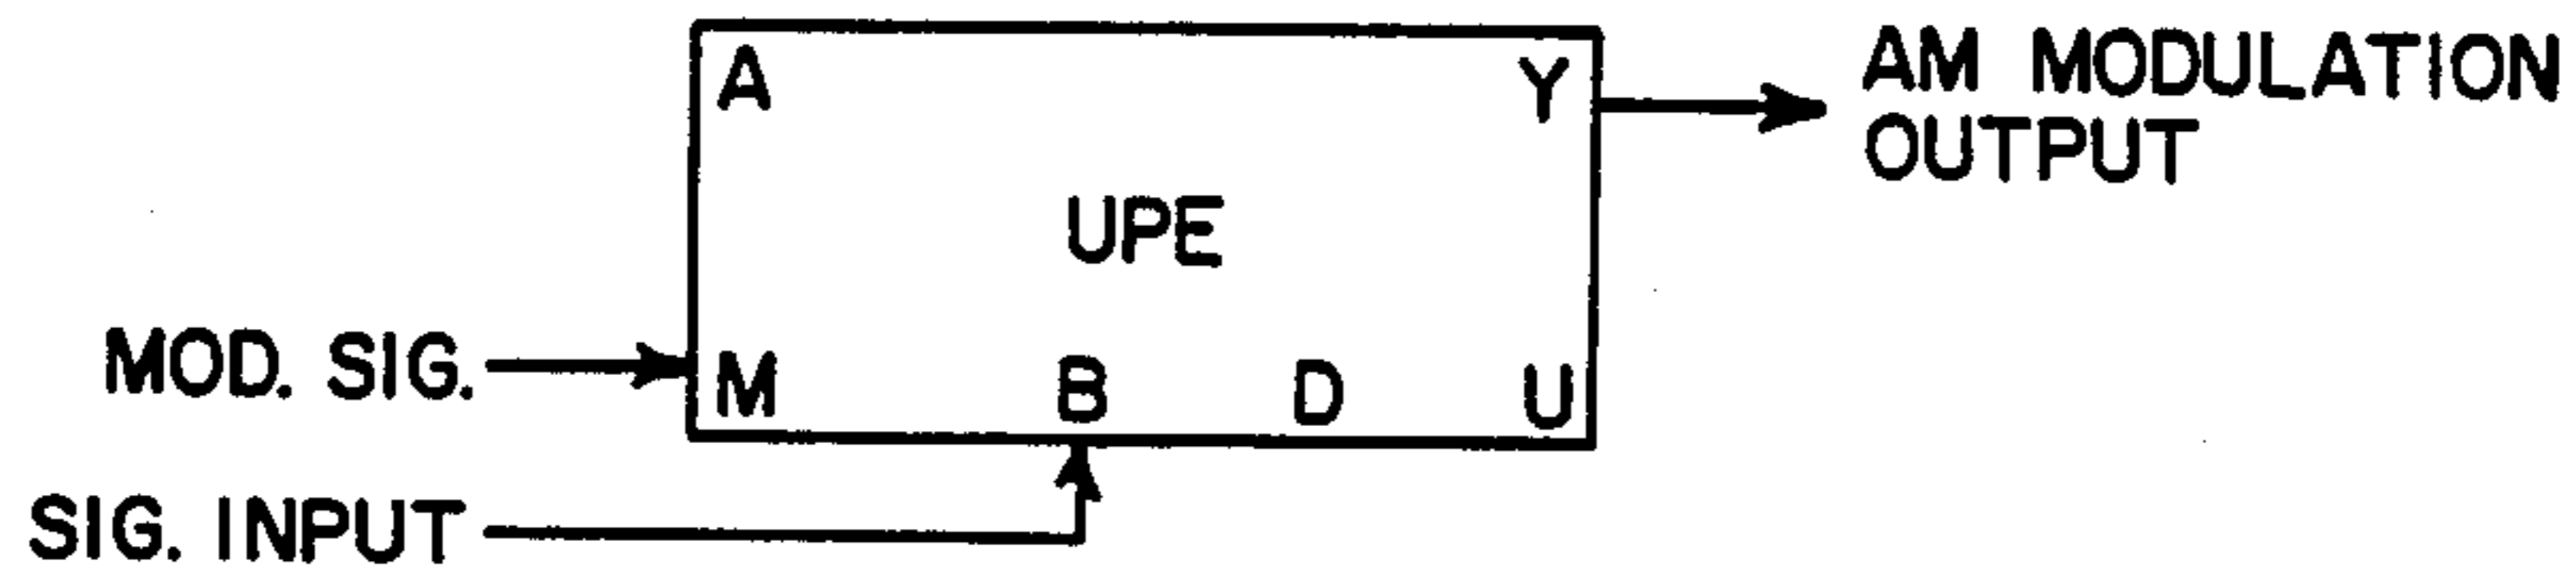 A
Y
AM MODULATION
OUTPUT
UPE
MOD. SIG.
M
B
D
U
SIG. INPUT